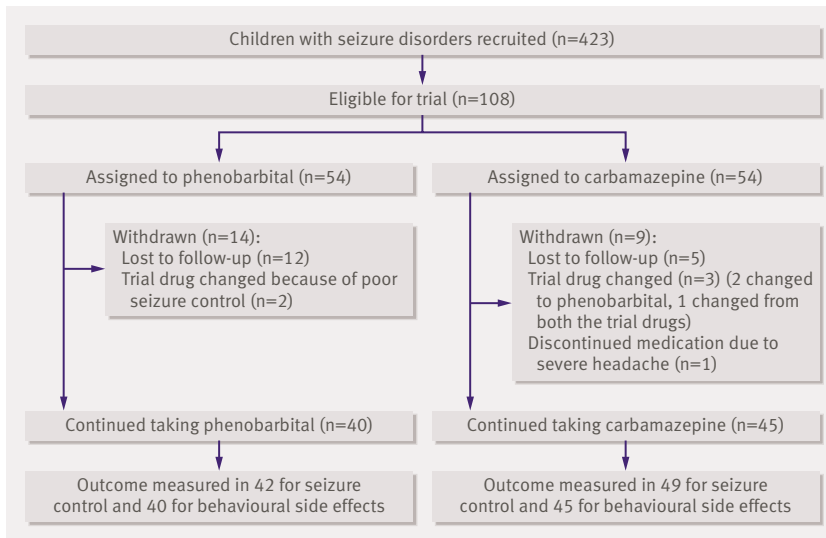 Children with seizure disorders recruited (n=423)
Eligible for trial (n=108)
Assigned to phenobarbital (n=54)
Assigned to carbamazepine (n=54)
Withdrawn (n=14):
Lost to follow-up (n=12)
Trial drug changed because of poor
seizure control (n=2)
Withdrawn (n=9):
Lost to follow-up (n=5)
Trial drug changed (n=3) (2 changed
to phenobarbital, 1 changed from
both the trial drugs)
Discontinued medication due to
severe headache (n=1)
Continued taking phenobarbital (n=40)
Continued taking carbamazepine (n=45)
Outcome measured in 42 for seizure
control and 40 for behavioural side effects
Outcome measured in 49 for seizure
control and 45 for behavioural side effects